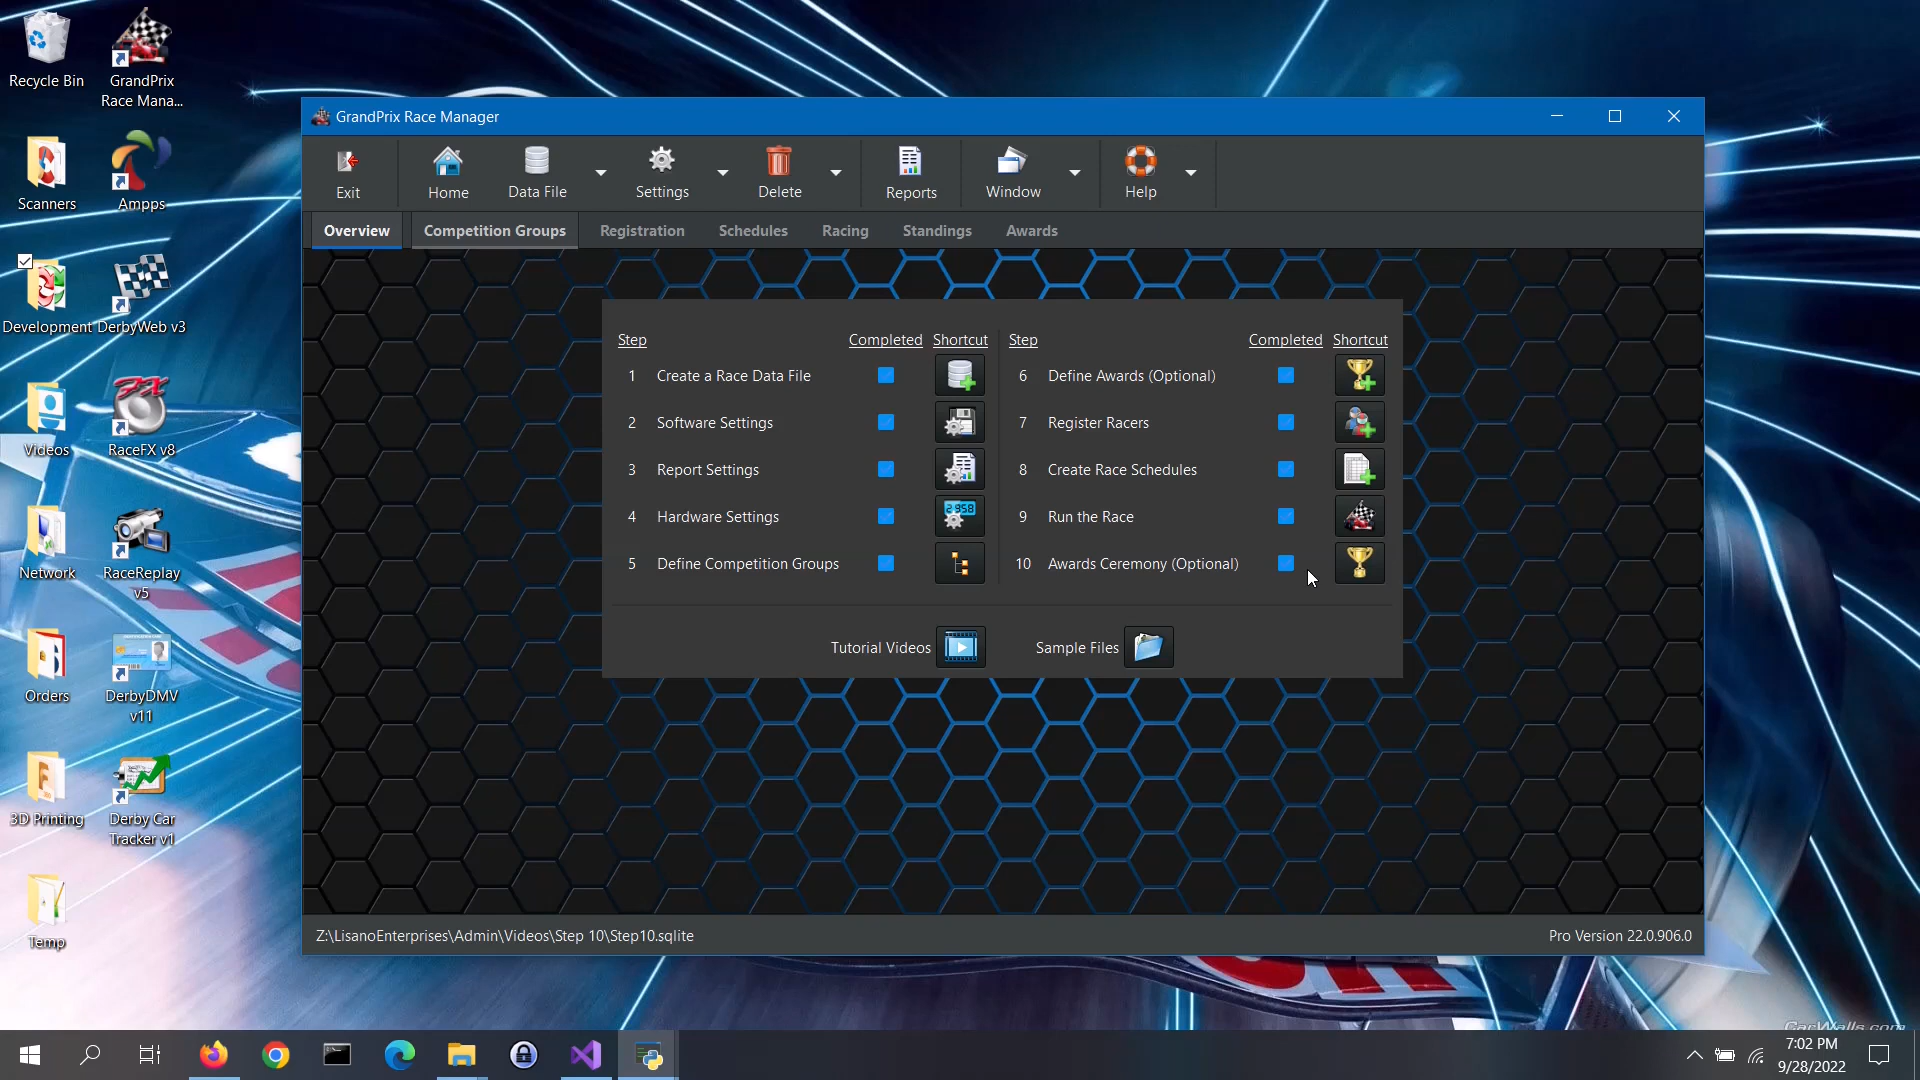 Recycle Bin
GrandPrix
Race Mana...
Scanners
Ampps
Development
DerbyWeb v3
Videos
RaceFX v8
Network
RaceReplay
v5
Orders
DerbyDMV
v11
3D Printing
Derby Car
Tracker v1
Temp
GrandPrix Race Manager
Exit
Home
Data File
Settings
Delete
Reports
Window
Help
Overview
Competition Groups
Registration
Schedules
Racing
Standings
Awards
Step Completed Shortcut
1 Create a Race Data File
2 Software Settings
3 Report Settings
4 Hardware Settings
5 Define Competition Groups
Step Completed Shortcut
6 Define Awards (Optional)
7 Register Racers
8 Create Race Schedules
9 Run the Race
10 Awards Ceremony (Optional)
Tutorial Videos
Sample Files
Z:\LisanoEnterprises\Admin\Videos\Step 10\Step10.sqlite
Pro Version 22.0.906.0
CarWalls.com
7:02 PM
9/28/2022